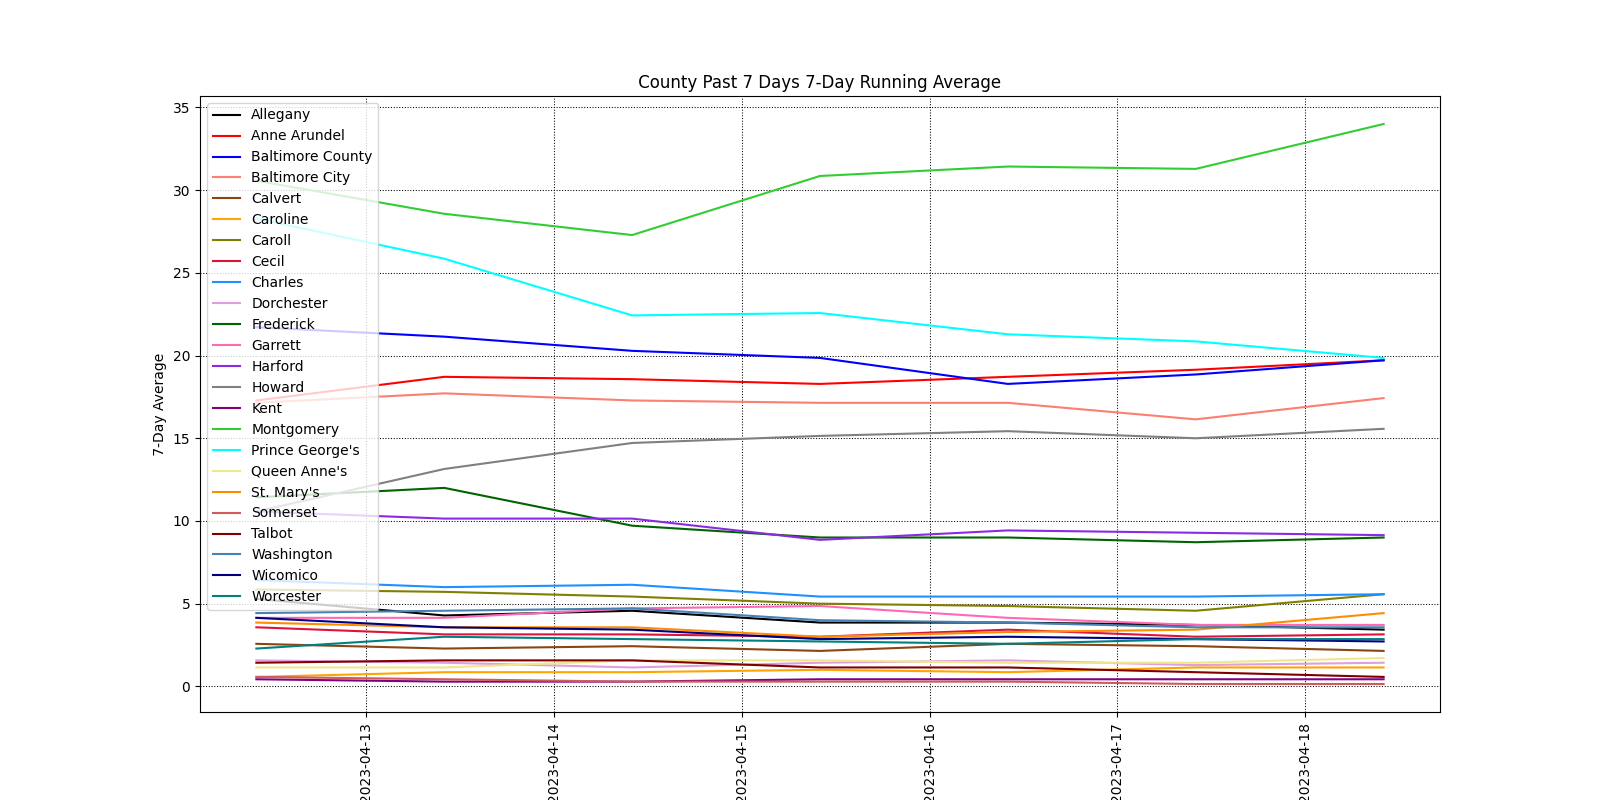 County Past 7 Days 7-Day Running Average
7-Day Average
35
30
25
20
15
10
5
0
Allegany
Anne Arundel
Baltimore County
Baltimore City
Calvert
Caroline
Caroll
Cecil
Charles
Dorchester
Frederick
Garrett
Harford
Howard
Kent
Montgomery
Prince George's
Queen Anne's
St. Mary's
Somerset
Talbot
Washington
Wicomico
Worcester
2023-04-13
2023-04-14
2023-04-15
2023-04-16
2023-04-17
2023-04-18